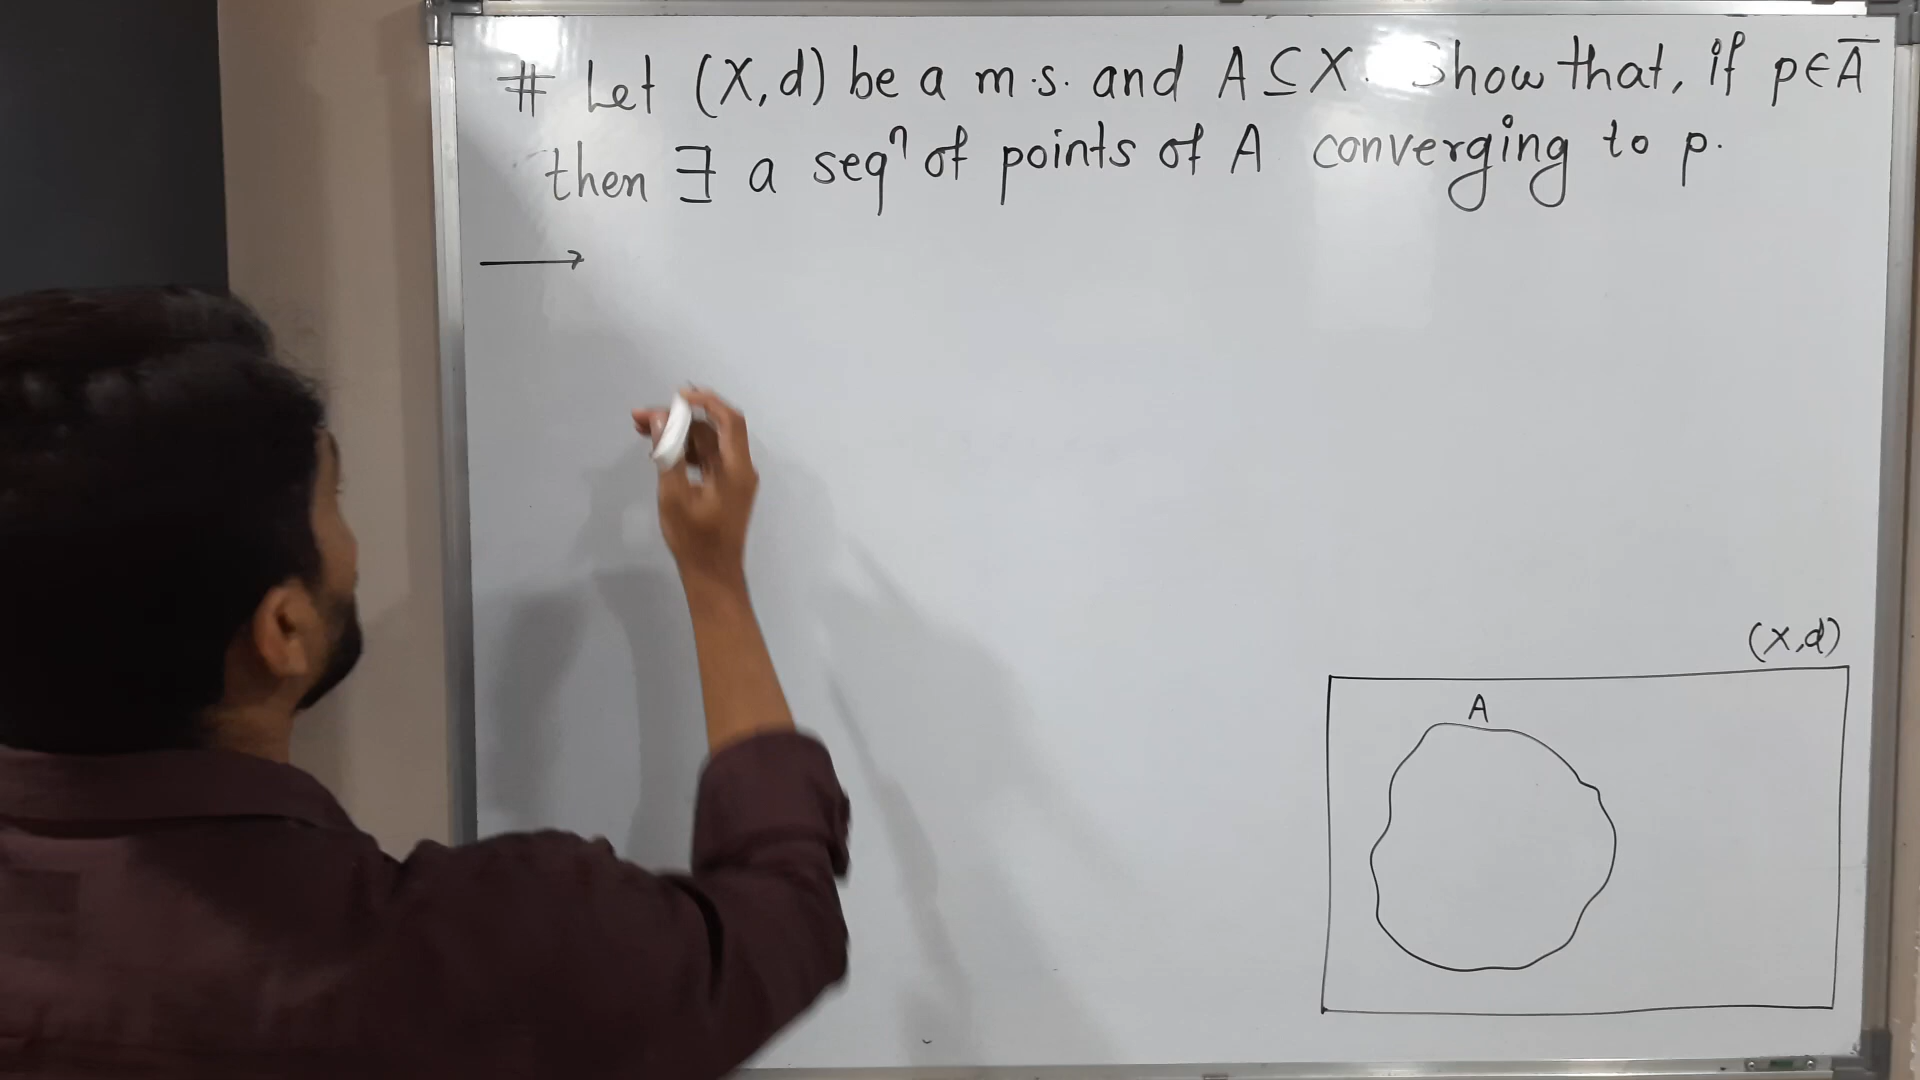 # Let (X,d) be a m.s. and A⊆X. Show that, if p∈A̅
then ∃ a seqⁿ of points of A converging to p.
⟶
(X,d)
A